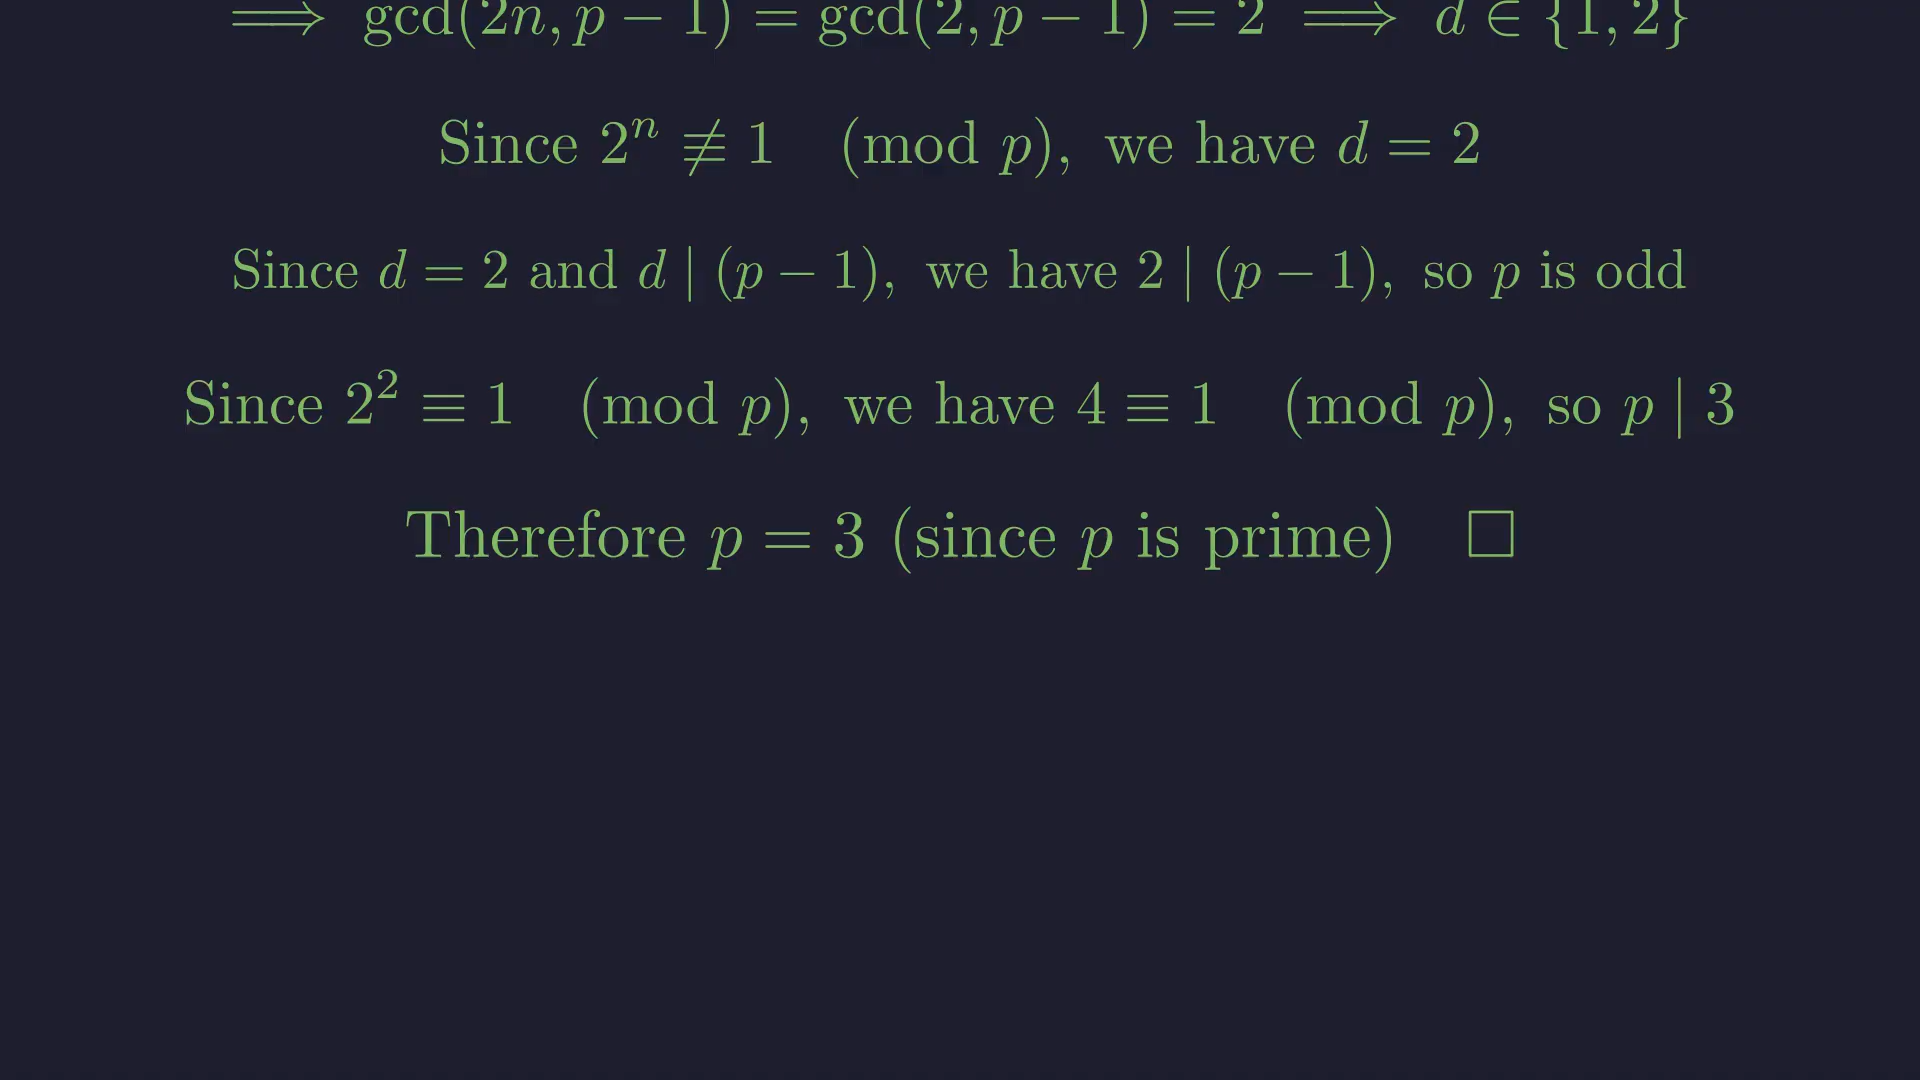 ⟹ gcd(2n, p − 1) = gcd(2, p − 1) = 2 ⟹ d ∈ {1, 2}
Since 2ⁿ ≢ 1 (mod p), we have d = 2
Since d = 2 and d | (p − 1), we have 2 | (p − 1), so p is odd
Since 2² ≡ 1 (mod p), we have 4 ≡ 1 (mod p), so p | 3
Therefore p = 3 (since p is prime) □